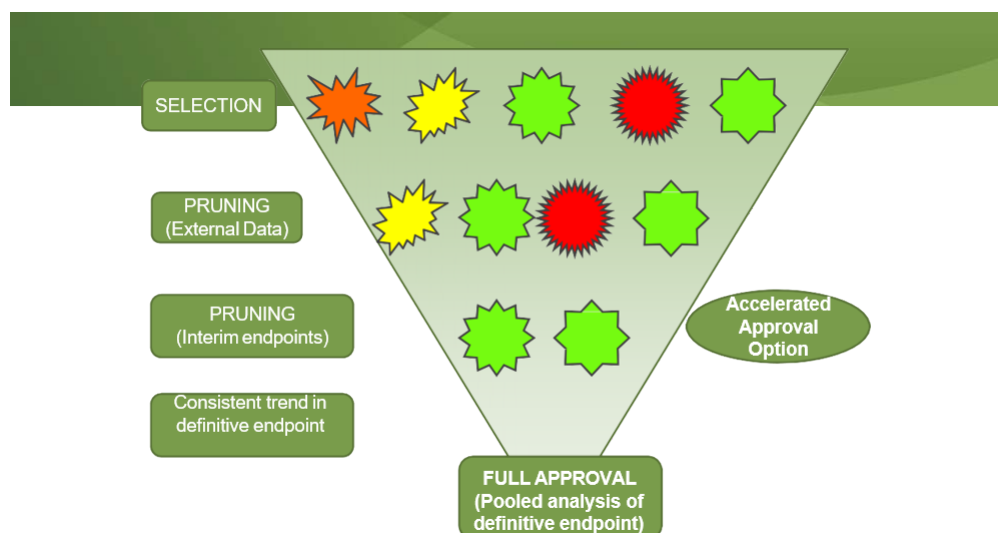 SELECTION
PRUNING
(External Data)
PRUNING
(Interim endpoints)
Accelerated
Approval
Option
Consistent trend in
definitive endpoint
FULL APPROVAL
(Pooled analysis of
definitive endpoint)